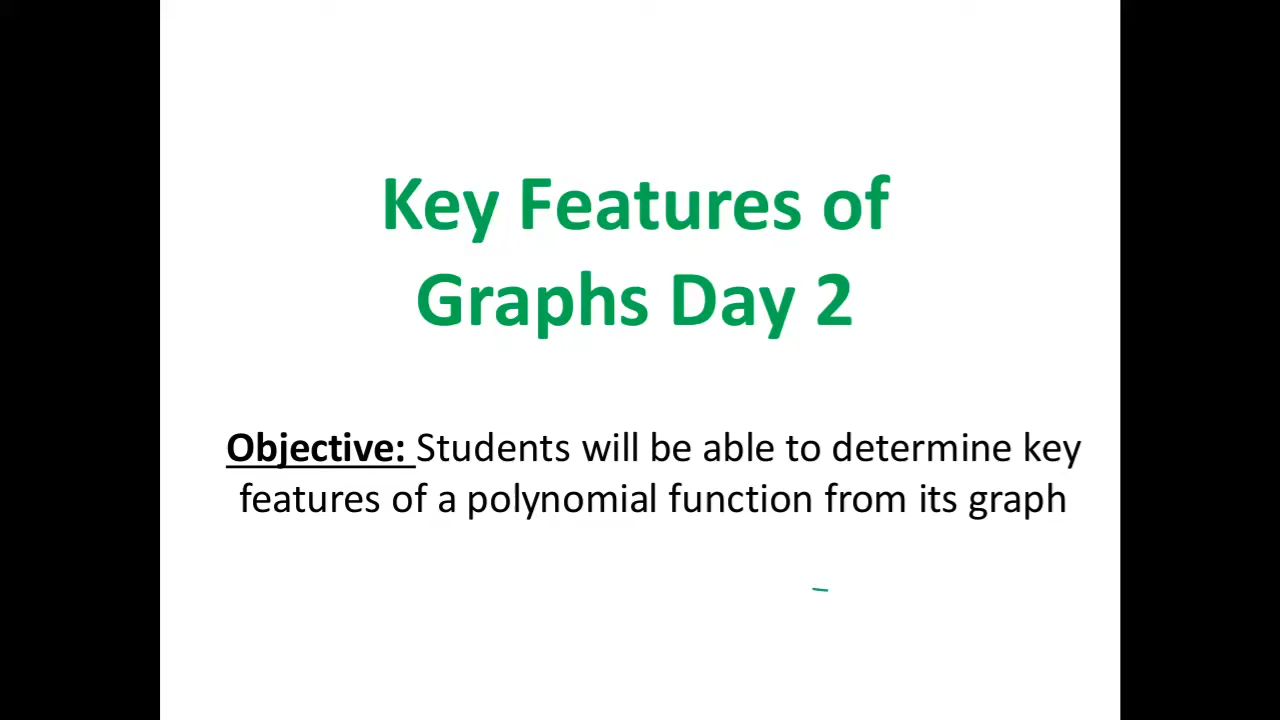 Key Features of
Graphs Day 2
Objective: Students will be able to determine key
features of a polynomial function from its graph